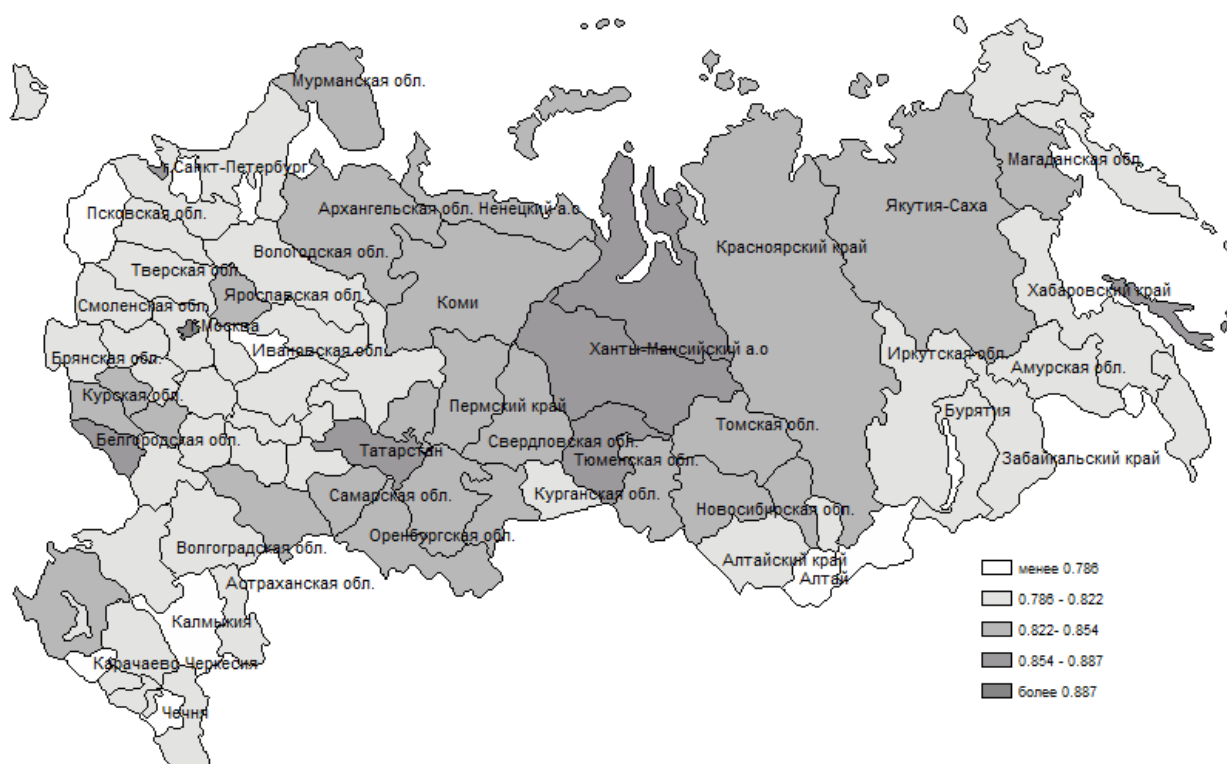 Мурманская обл.
г.Санкт-Петербург
Магаданская обл.
Псковская обл.
Архангельская обл.
Ненецкий а.о
Якутия-Саха
Вологодская обл.
Красноярский край
Тверская обл.
Ярославская обл.
Коми
Хабаровский край
Смоленская обл.
г.Москва
Ивановская обл.
Ханты-Мансийский а.о
Иркутская обл.
Брянская обл.
Амурская обл.
Курская обл.
Пермский край
Бурятия
Томская обл.
Белгородская обл.
Татарстан
Свердловская обл.
Тюменская обл.
Забайкальский край
Самарская обл.
Курганская обл.
Новосибирская обл.
Оренбургская обл.
Волгоградская обл.
Алтайский край
Астраханская обл.
Алтай
Калмыкия
Карачаево-Черкесия
Чечня
менее 0.786
0.786 - 0.822
0.822- 0.854
0.854 - 0.887
более 0.887